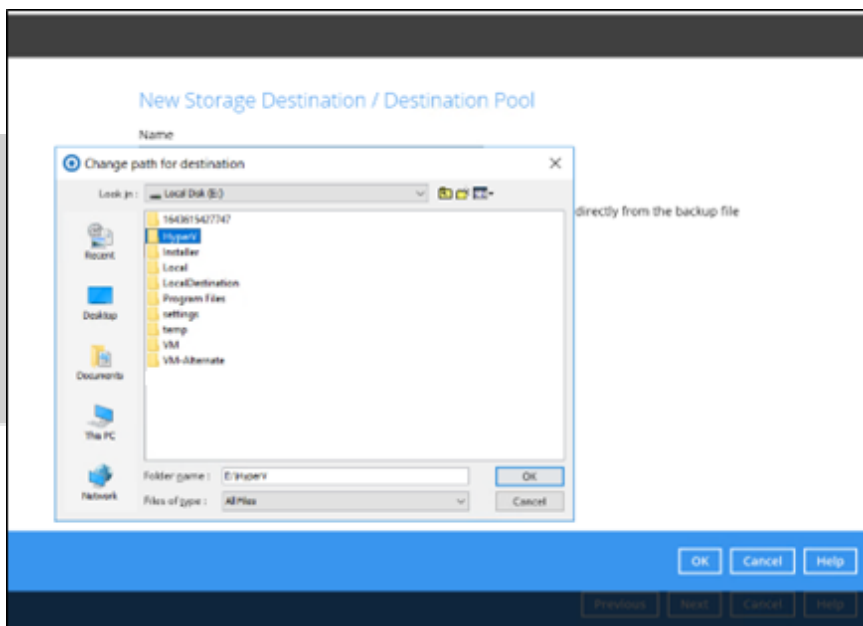 New Storage Destination / Destination Pool
Name
Change path for destination
Look in: Local Disk (E:)
directly from the backup file
1643615427747
HyperV
Installer
Local
LocalDestination
Program Files
settings
temp
VM
VM-Alternate
Recent
Desktop
Documents
This PC
Network
Folder name: E:\HyperV
OK
Files of type: All Files
Cancel
OK Cancel Help
Previous Next Cancel Help